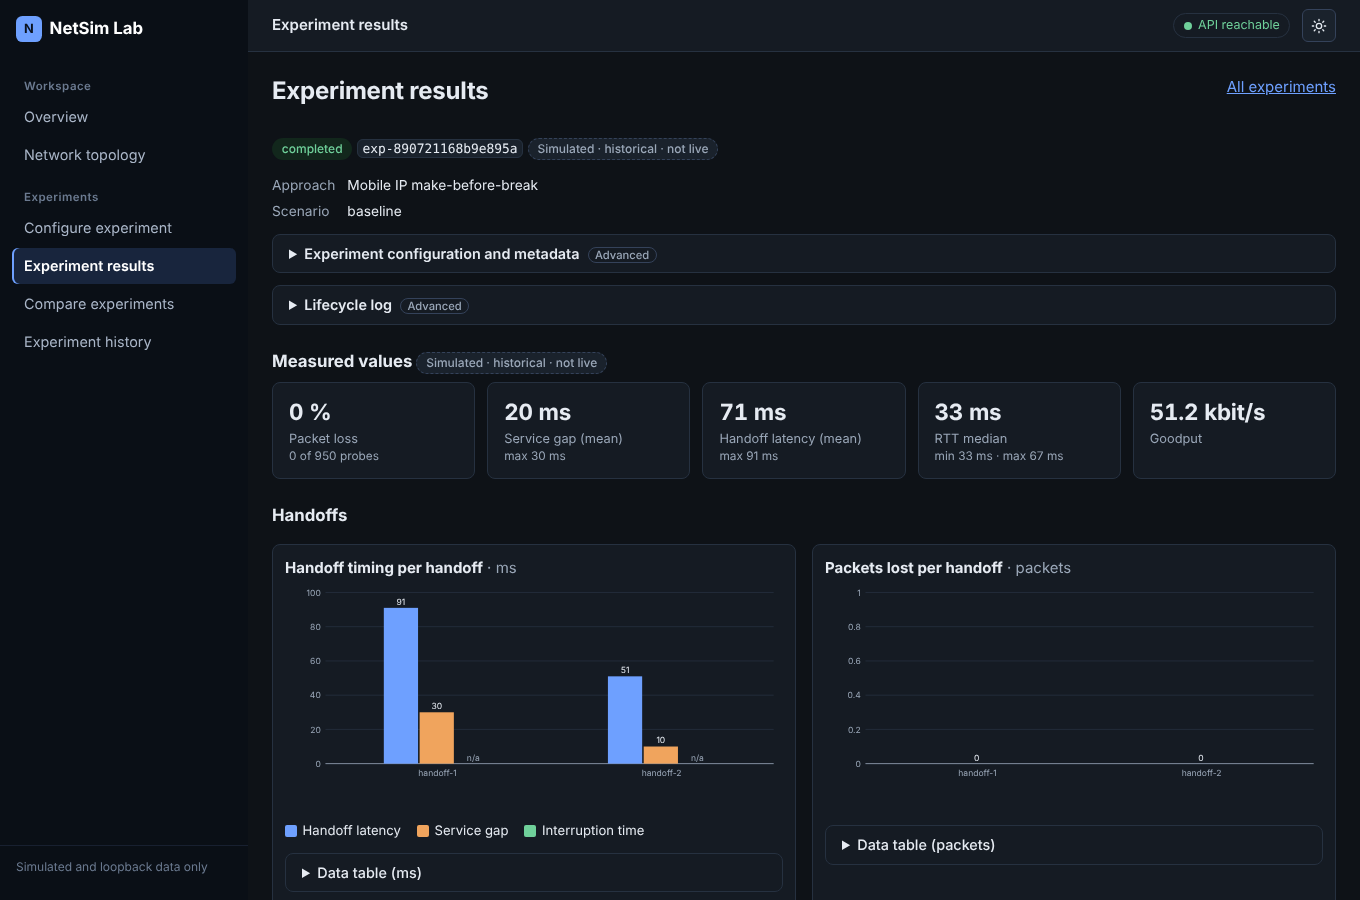 N NetSim Lab
Workspace
Overview
Network topology
Experiments
Configure experiment
Experiment results
Compare experiments
Experiment history
Simulated and loopback data only
Experiment results
API reachable
Experiment results
All experiments
completed exp-890721168b9e895a Simulated · historical · not live
Approach Mobile IP make-before-break
Scenario baseline
Experiment configuration and metadata Advanced
Lifecycle log Advanced
Measured values Simulated · historical · not live
0 %
Packet loss
0 of 950 probes
20 ms
Service gap (mean)
max 30 ms
71 ms
Handoff latency (mean)
max 91 ms
33 ms
RTT median
min 33 ms · max 67 ms
51.2 kbit/s
Goodput
Handoffs
Handoff timing per handoff · ms
100
80
60
40
20
0
91
30
n/a
51
10
n/a
handoff-1
handoff-2
Handoff latency Service gap Interruption time
Data table (ms)
Packets lost per handoff · packets
1
0.8
0.6
0.4
0.2
0
0
0
handoff-1
handoff-2
Data table (packets)